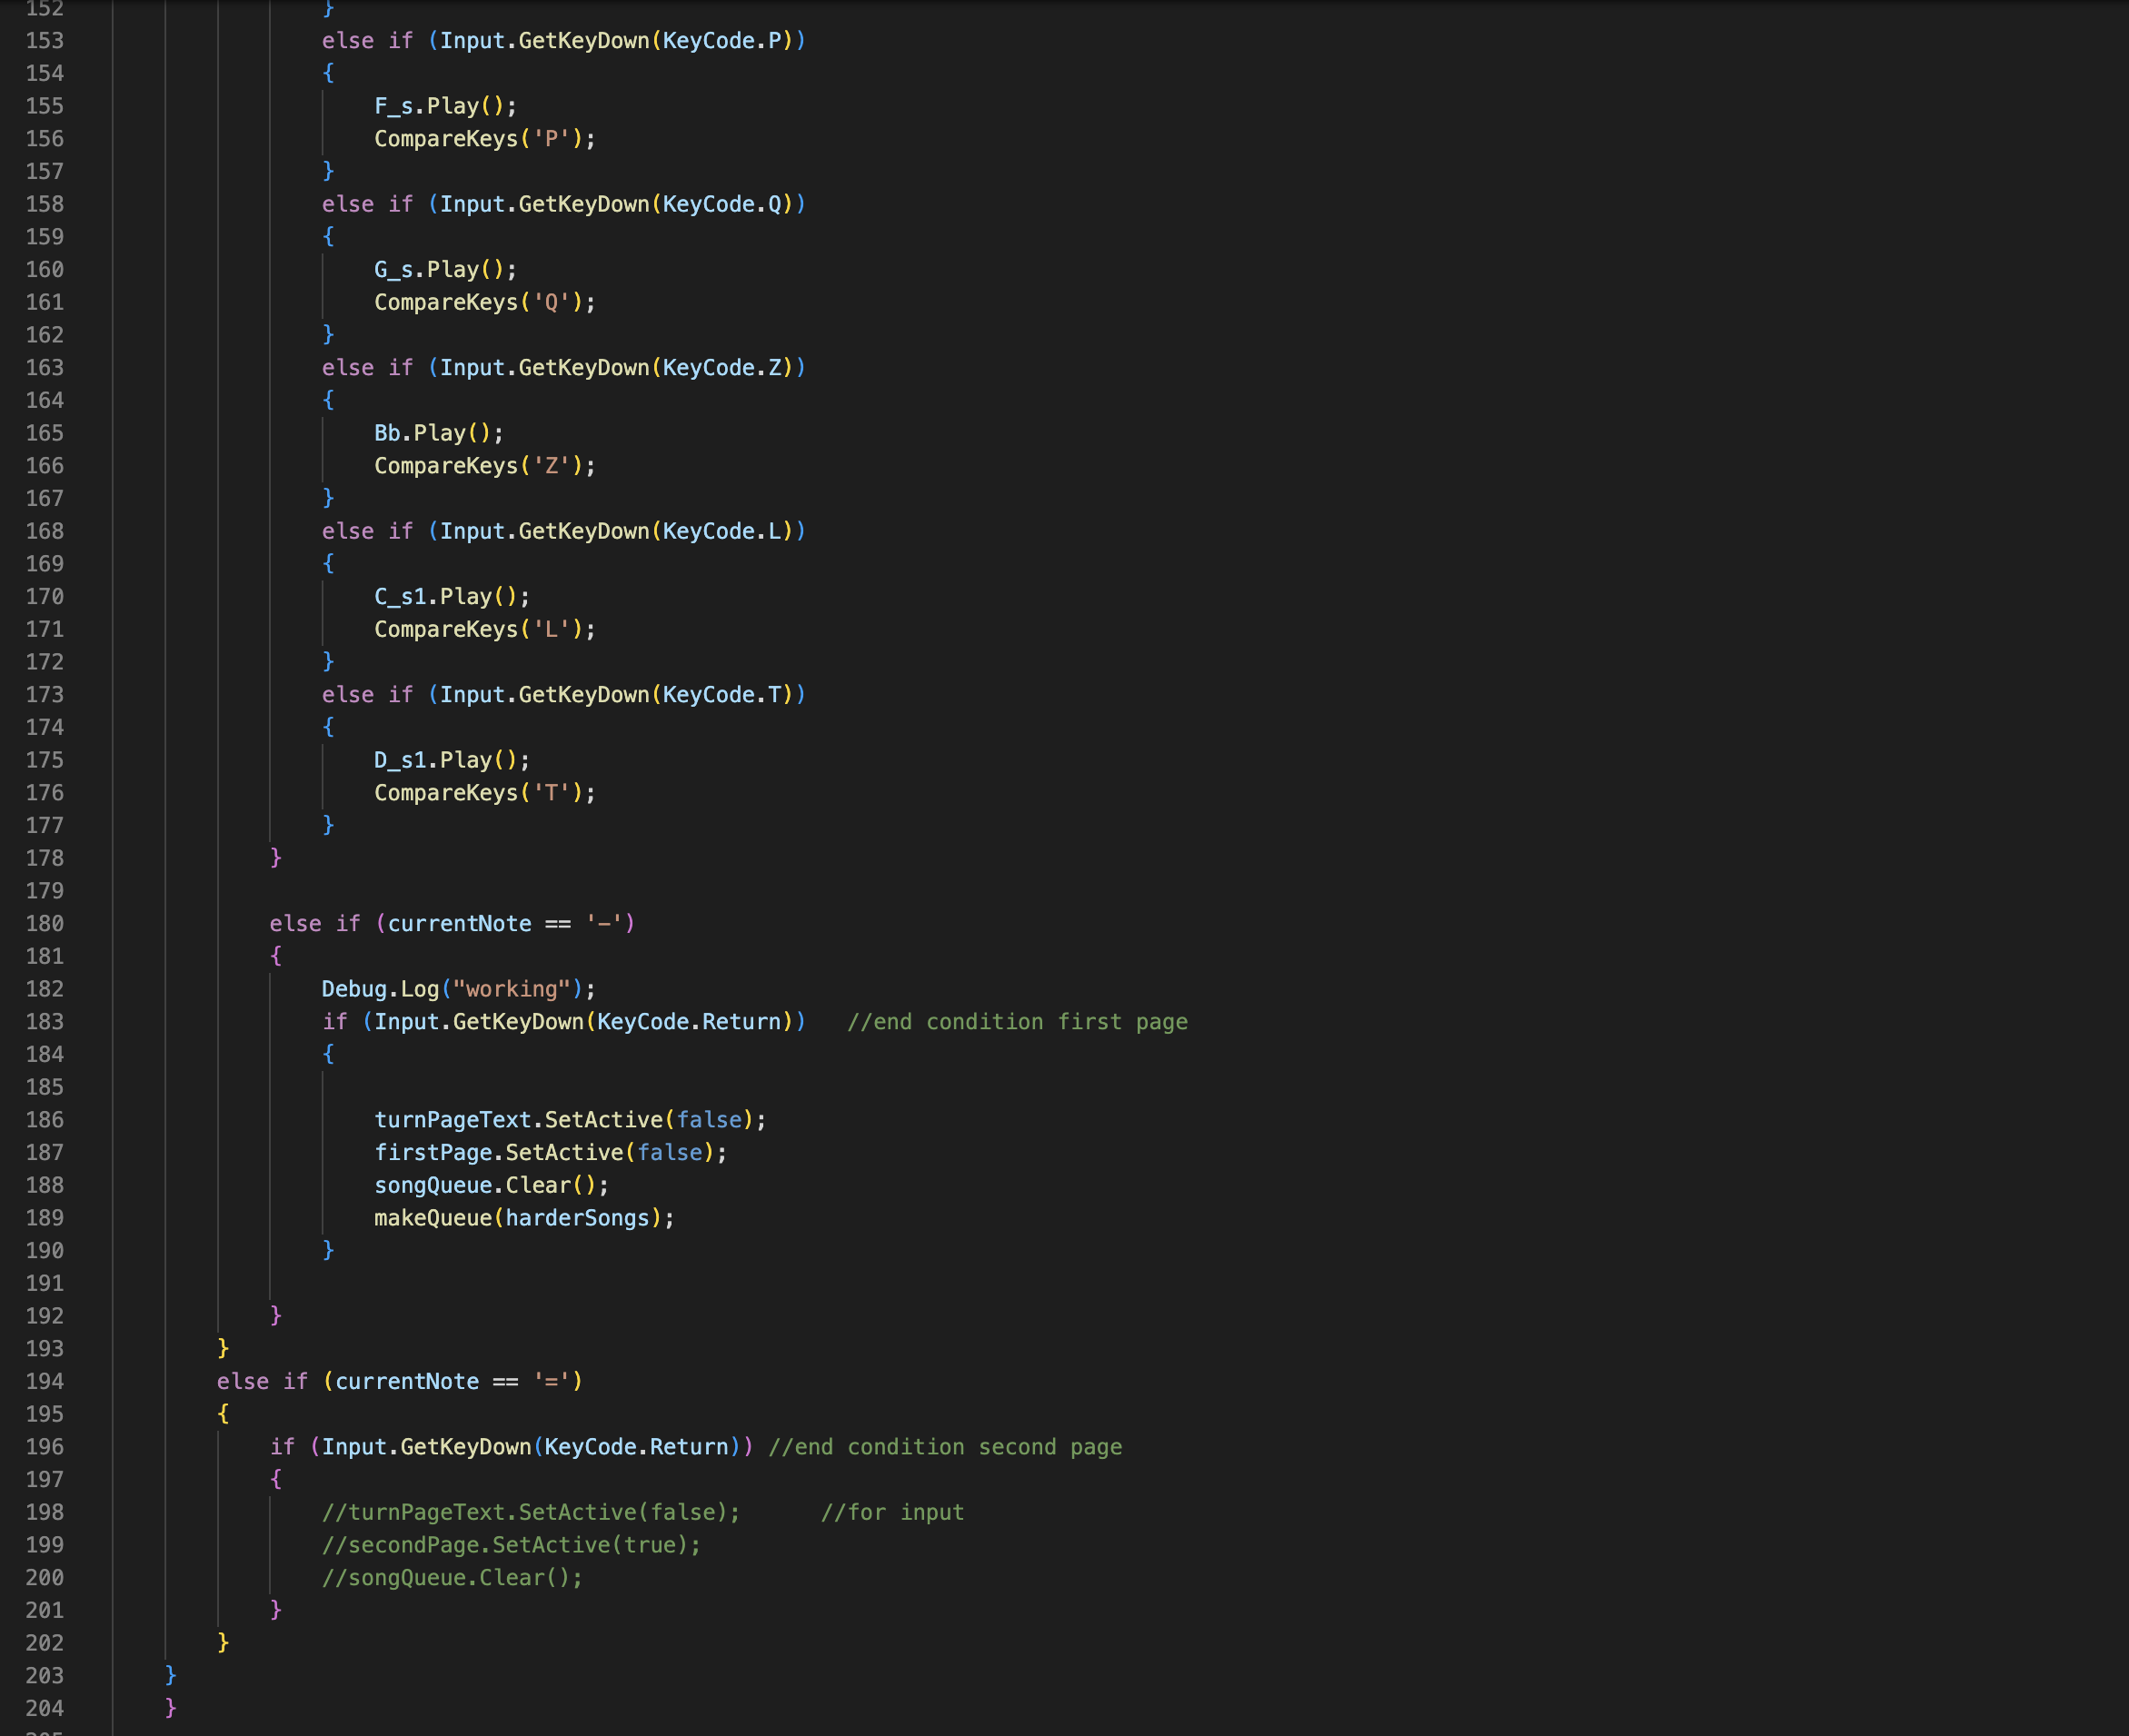 152 }
153 else if (Input.GetKeyDown(KeyCode.P))
154 {
155 F_s.Play();
156 CompareKeys('P');
157 }
158 else if (Input.GetKeyDown(KeyCode.Q))
159 {
160 G_s.Play();
161 CompareKeys('Q');
162 }
163 else if (Input.GetKeyDown(KeyCode.Z))
164 {
165 Bb.Play();
166 CompareKeys('Z');
167 }
168 else if (Input.GetKeyDown(KeyCode.L))
169 {
170 C_s1.Play();
171 CompareKeys('L');
172 }
173 else if (Input.GetKeyDown(KeyCode.T))
174 {
175 D_s1.Play();
176 CompareKeys('T');
177 }
178 }
179
180 else if (currentNote == '-')
181 {
182 Debug.Log("working");
183 if (Input.GetKeyDown(KeyCode.Return)) //end condition first page
184 {
185
186 turnPageText.SetActive(false);
187 firstPage.SetActive(false);
188 songQueue.Clear();
189 makeQueue(harderSongs);
190 }
191
192 }
193 }
194 else if (currentNote == '=')
195 {
196 if (Input.GetKeyDown(KeyCode.Return)) //end condition second page
197 {
198 //turnPageText.SetActive(false); //for input
199 //secondPage.SetActive(true);
200 //songQueue.Clear();
201 }
202 }
203 }
204 }